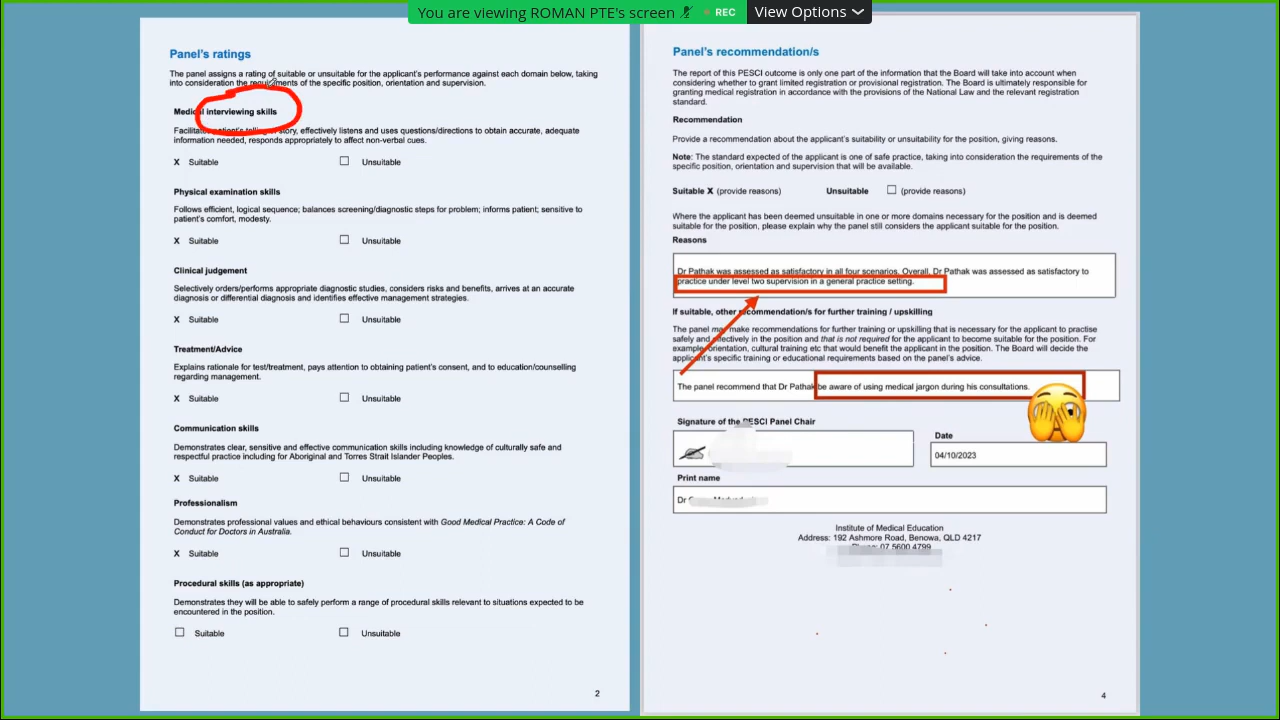 You are viewing ROMAN PTE's screen
REC
View Options
Panel's ratings
The panel assigns a rating of suitable or unsuitable for the applicant's performance against each domain below, taking
into consideration the requirements of the specific position, orientation and supervision.
Medical interviewing skills
Facilitates patient's telling of story, effectively listens and uses questions/directions to obtain accurate, adequate
information needed, responds appropriately to affect non-verbal cues.
X Suitable Unsuitable
Physical examination skills
Follows efficient, logical sequence; balances screening/diagnostic steps for problem; informs patient; sensitive to
patient's comfort, modesty.
X Suitable Unsuitable
Clinical judgement
Selectively orders/performs appropriate diagnostic studies, considers risks and benefits, arrives at an accurate
diagnosis or differential diagnosis and identifies effective management strategies.
X Suitable Unsuitable
Treatment/Advice
Explains rationale for test/treatment, pays attention to obtaining patient's consent, and to education/counselling
regarding management.
X Suitable Unsuitable
Communication skills
Demonstrates clear, sensitive and effective communication skills including knowledge of culturally safe and
respectful practice including for Aboriginal and Torres Strait Islander Peoples.
X Suitable Unsuitable
Professionalism
Demonstrates professional values and ethical behaviours consistent with Good Medical Practice: A Code of
Conduct for Doctors in Australia.
X Suitable Unsuitable
Procedural skills (as appropriate)
Demonstrates they will be able to safely perform a range of procedural skills relevant to situations expected to be
encountered in the position.
Suitable Unsuitable
2
Panel's recommendation/s
The report of this PESCI outcome is only one part of the information that the Board will take into account when
considering whether to grant limited registration or provisional registration. The Board is ultimately responsible for
granting medical registration in accordance with the provisions of the National Law and the relevant registration
standard.
Recommendation
Provide a recommendation about the applicant's suitability or unsuitability for the position, giving reasons.
Note: The standard expected of the applicant is one of safe practice, taking into consideration the requirements of the
specific position, orientation and supervision that will be available.
Suitable X (provide reasons) Unsuitable (provide reasons)
Where the applicant has been deemed unsuitable in one or more domains necessary for the position and is deemed
suitable for the position, please explain why the panel still considers the applicant suitable for the position.
Reasons
Dr Pathak was assessed as satisfactory in all four scenarios. Overall, Dr Pathak was assessed as satisfactory to
practice under level two supervision in a general practice setting.
If suitable, other recommendation/s for further training / upskilling
The panel may make recommendations for further training or upskilling that is necessary for the applicant to practise
safely and effectively in the position and that is not required for the applicant to become suitable for the position. For
example, orientation, cultural training etc that would benefit the applicant in the position. The Board will decide the
applicant's specific training or educational requirements based on the panel's advice.
The panel recommend that Dr Pathak be aware of using medical jargon during his consultations.
Signature of the PESCI Panel Chair
Date
04/10/2023
Print name
Dr
Institute of Medical Education
Address: 192 Ashmore Road, Benowa, QLD 4217
Phone: 07 5600 4799
4